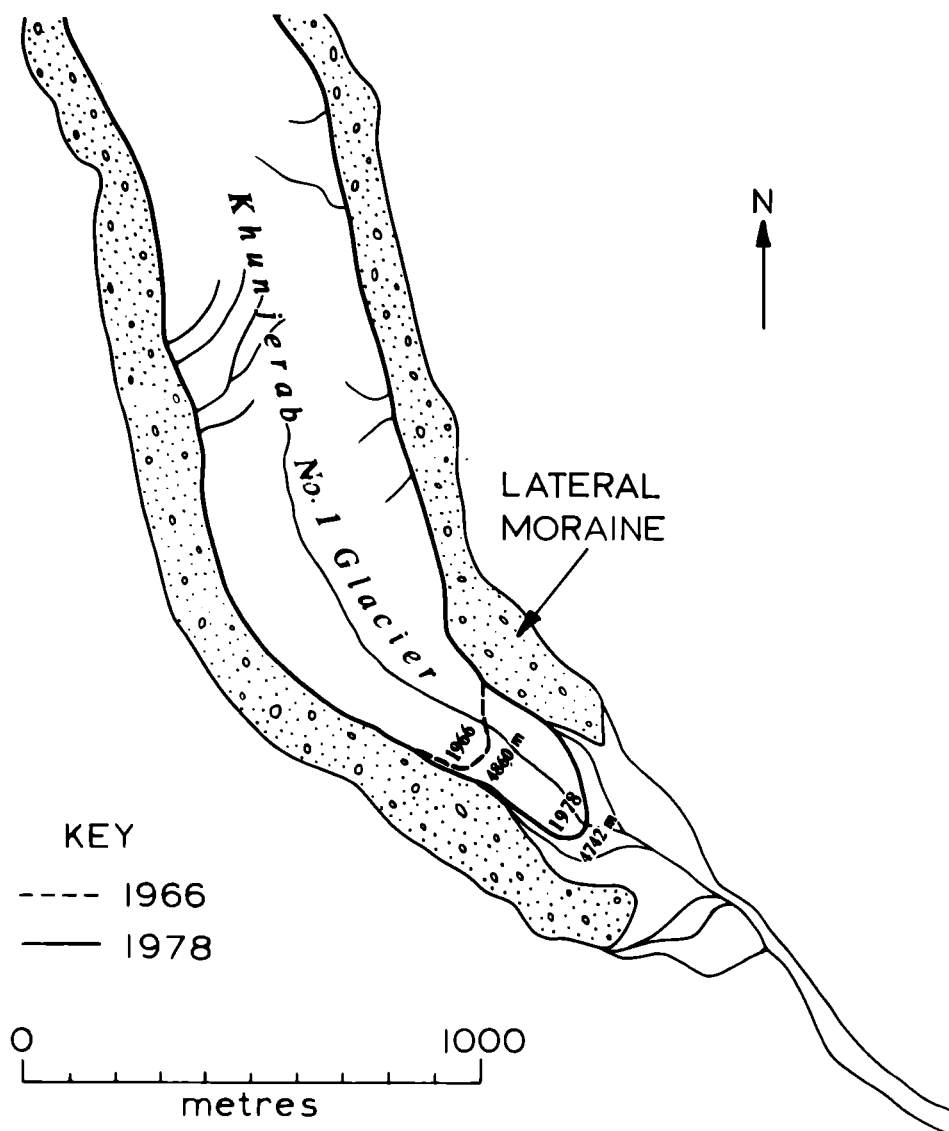 N
Khunjerab No. 1 Glacier
LATERAL
MORAINE
1966
4860 m
1978
4742 m
KEY
1966
1978
0 1000
metres